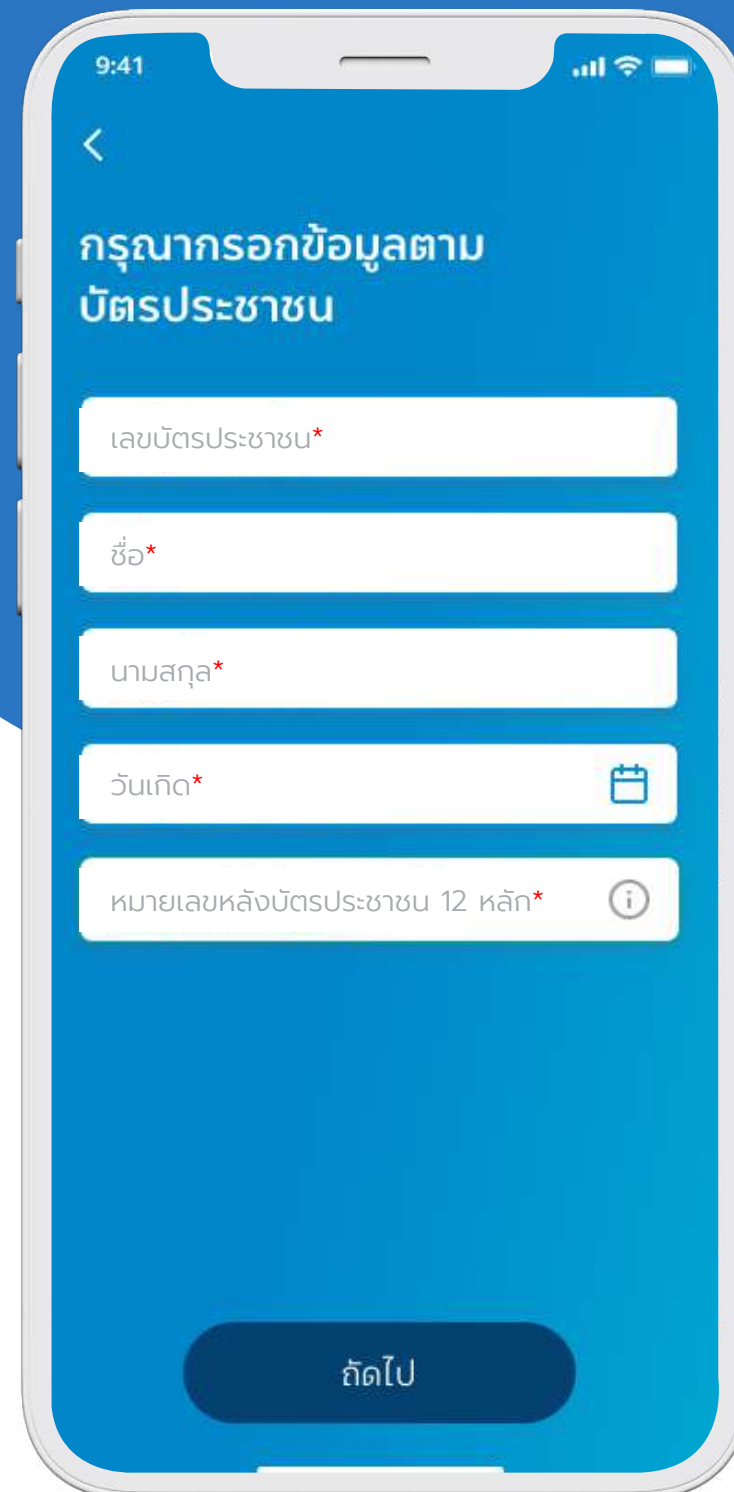 9:41
กรุณากรอกข้อมูลตาม
บัตรประชาชน
เลขบัตรประชาชน*
ชื่อ*
นามสกุล*
วันเกิด*
หมายเลขหลังบัตรประชาชน 12 หลัก*
ถัดไป